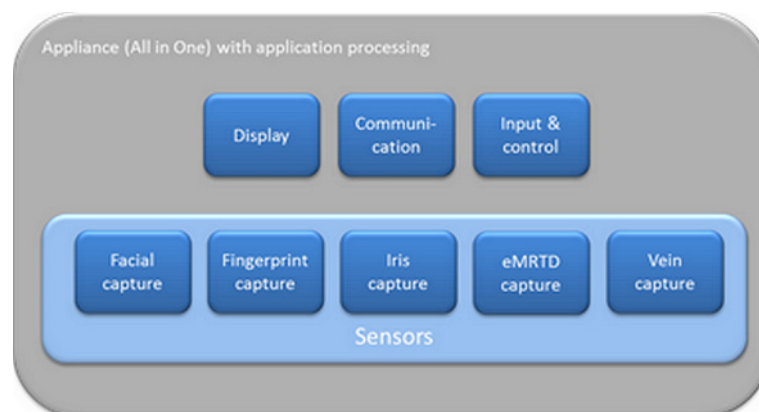 Appliance (All in One) with application processing
Display
Communi-
cation
Input &
control
Facial
capture
Fingerprint
capture
Iris
capture
eMRTD
capture
Vein
capture
Sensors